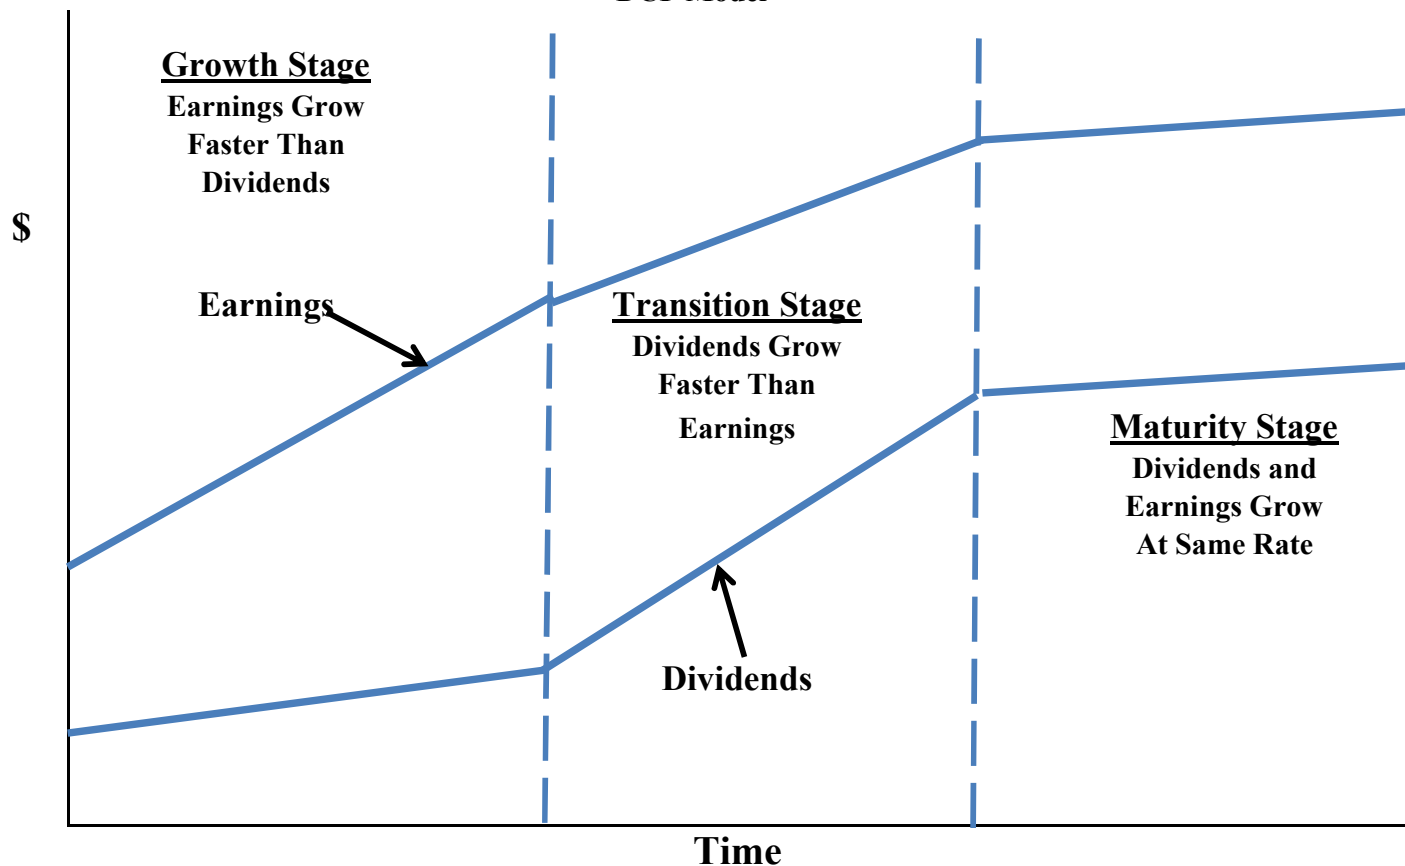 Growth Stage
Earnings Grow
Faster Than
Dividends
$
Earnings
Transition Stage
Dividends Grow
Faster Than
Earnings
Maturity Stage
Dividends and
Earnings Grow
At Same Rate
Dividends
Time